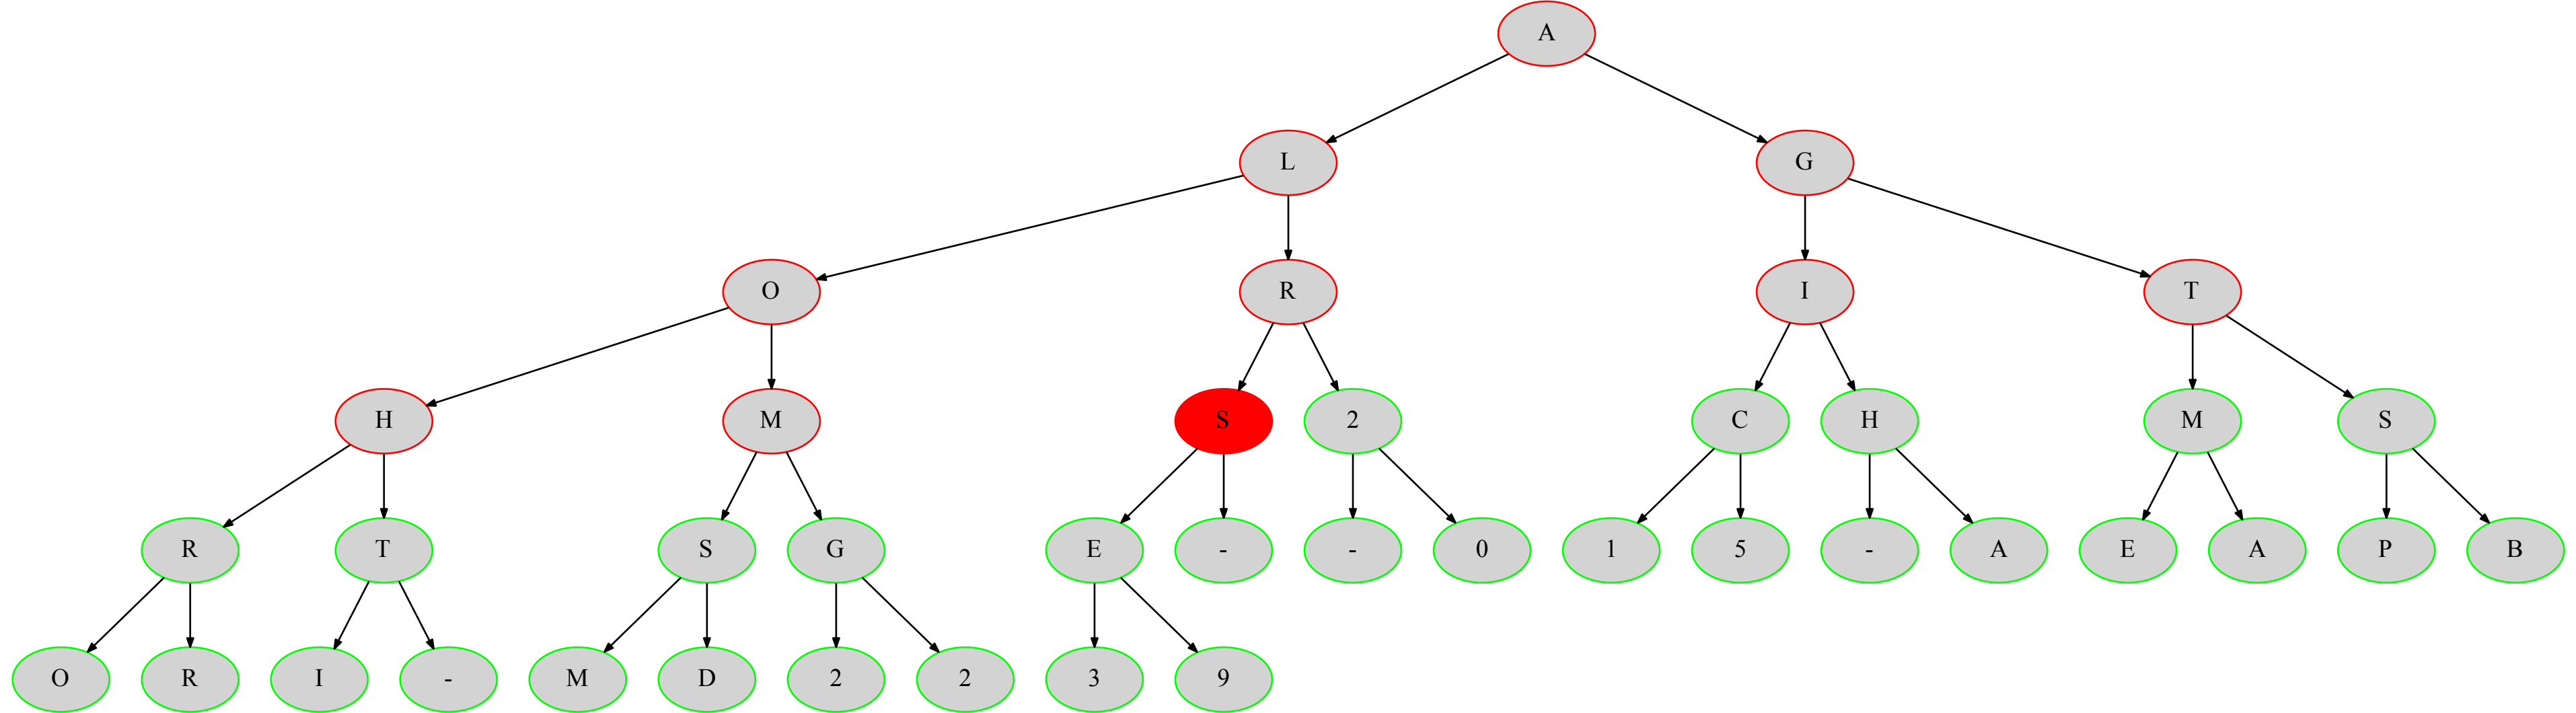 A
L G
O R I T
H M S 2 C H M S
R T S G E - - 0 1 5 - A E A P B
O R I - M D 2 2 3 9